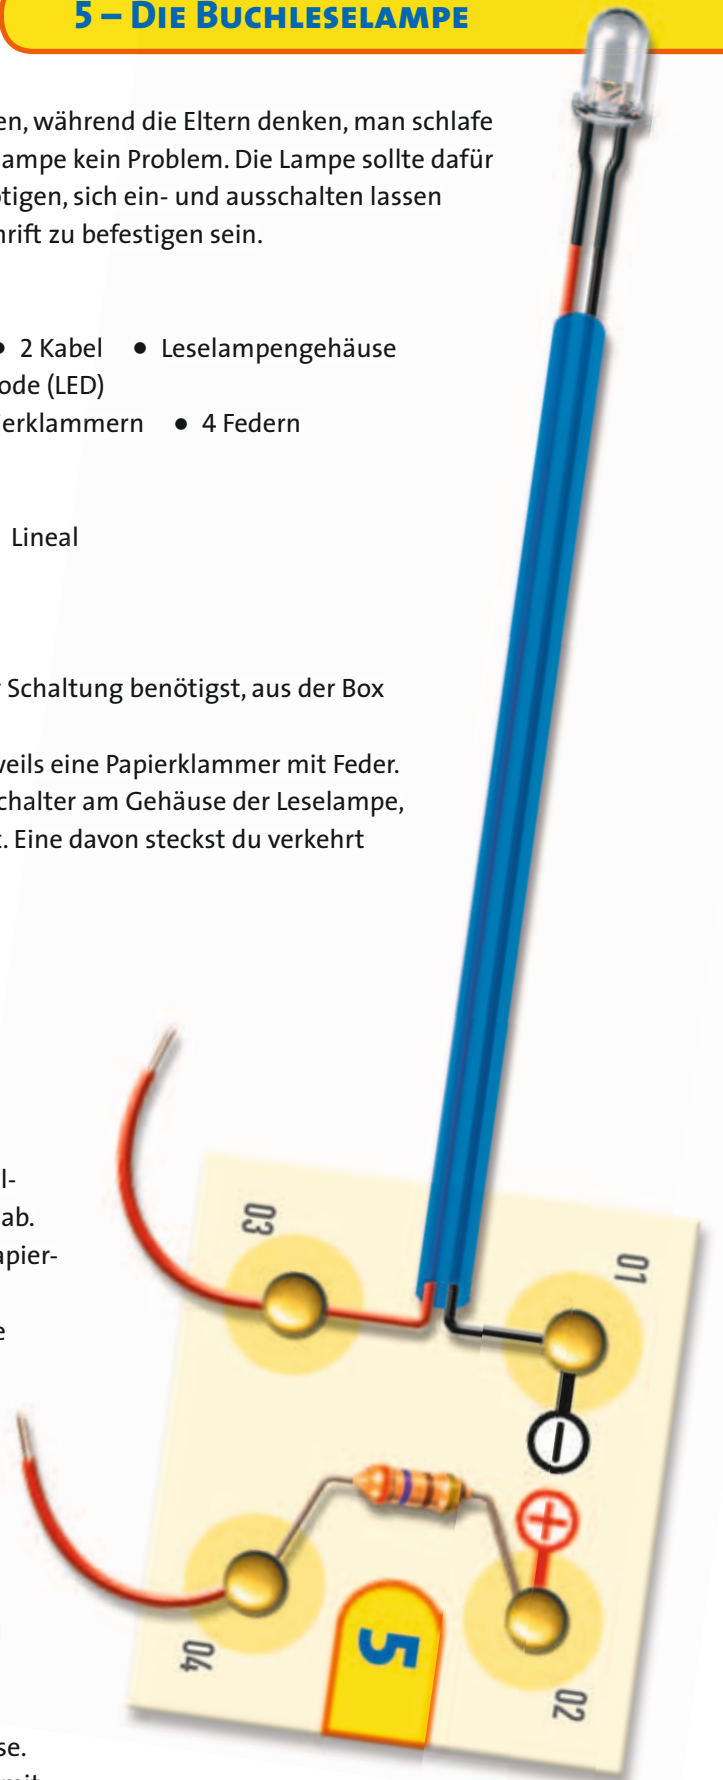 5 – DIE BUCHLESELAMPE
en, während die Eltern denken, man schlafe
ampe kein Problem. Die Lampe sollte dafür
tigen, sich ein- und ausschalten lassen
rift zu befestigen sein.
• 2 Kabel • Leselampengehäuse
ode (LED)
erklammern • 4 Federn
Lineal
Schaltung benötigst, aus der Box
eils eine Papierklammer mit Feder.
chalter am Gehäuse der Leselampe,
. Eine davon steckst du verkehrt
l-
ab.
apier-
e
03
01
−
+
5
04
02
se.
mit